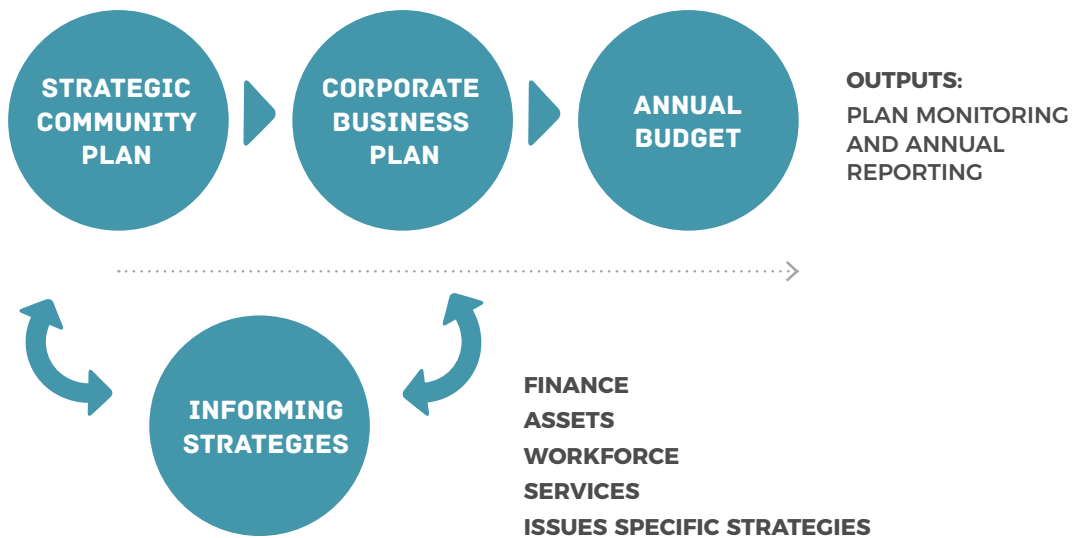 STRATEGIC
COMMUNITY
PLAN
CORPORATE
BUSINESS
PLAN
ANNUAL
BUDGET
OUTPUTS:
PLAN MONITORING
AND ANNUAL
REPORTING
INFORMING
STRATEGIES
FINANCE
ASSETS
WORKFORCE
SERVICES
ISSUES SPECIFIC STRATEGIES